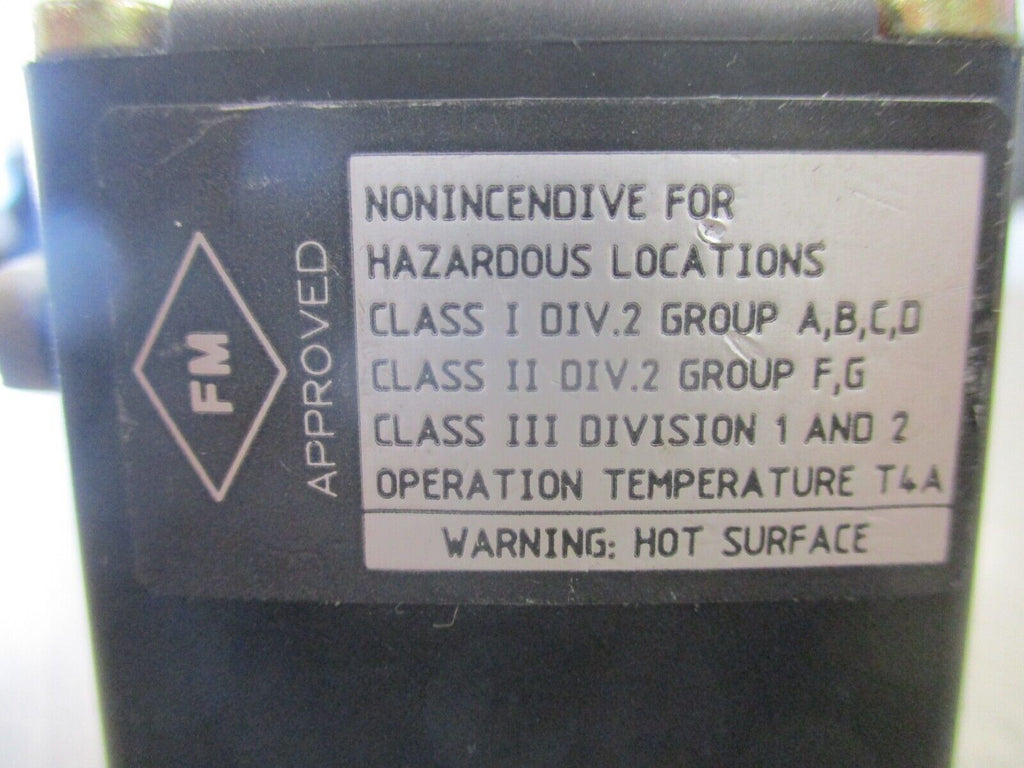 FM
APPROVED
NONINCENDIVE FOR
HAZARDOUS LOCATIONS
CLASS I DIV.2 GROUP A,B,C,D
CLASS II DIV.2 GROUP F,G
CLASS III DIVISION 1 AND 2
OPERATION TEMPERATURE T4A
WARNING: HOT SURFACE